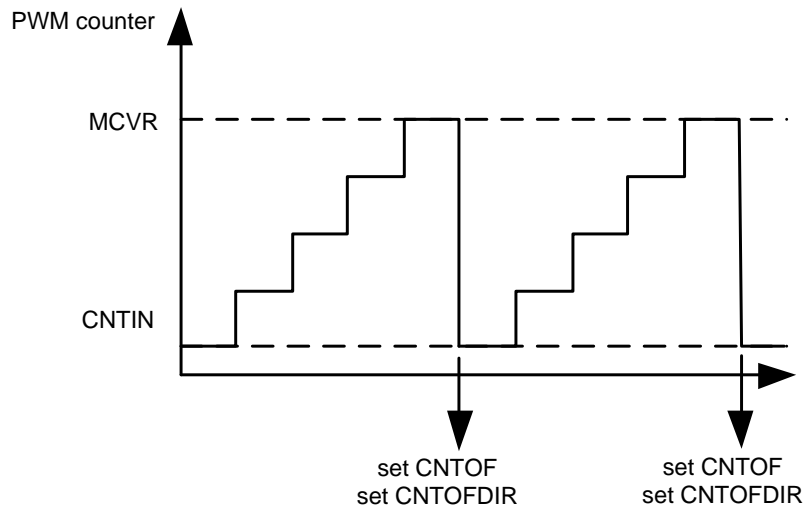 PWM counter
MCVR
CNTIN
set CNTOF
set CNTOFDIR
set CNTOF
set CNTOFDIR